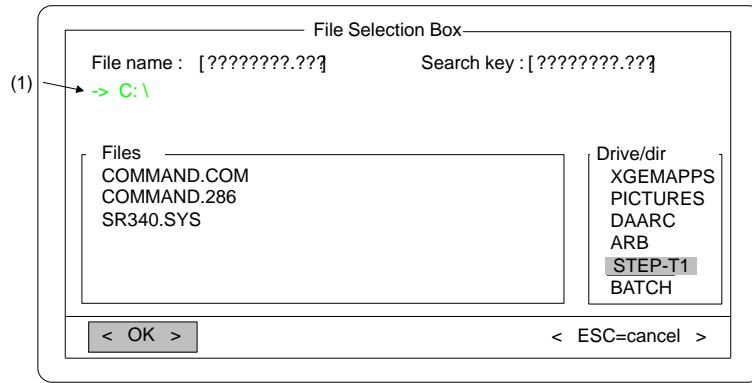 File Selection Box
File name : [????????.???] Search key : [????????.???]
(1)
-> C:\
Files
COMMAND.COM
COMMAND.286
SR340.SYS
Drive/dir
XGEMAPPS
PICTURES
DAARC
ARB
STEP-T1
BATCH
< OK > < ESC=cancel >